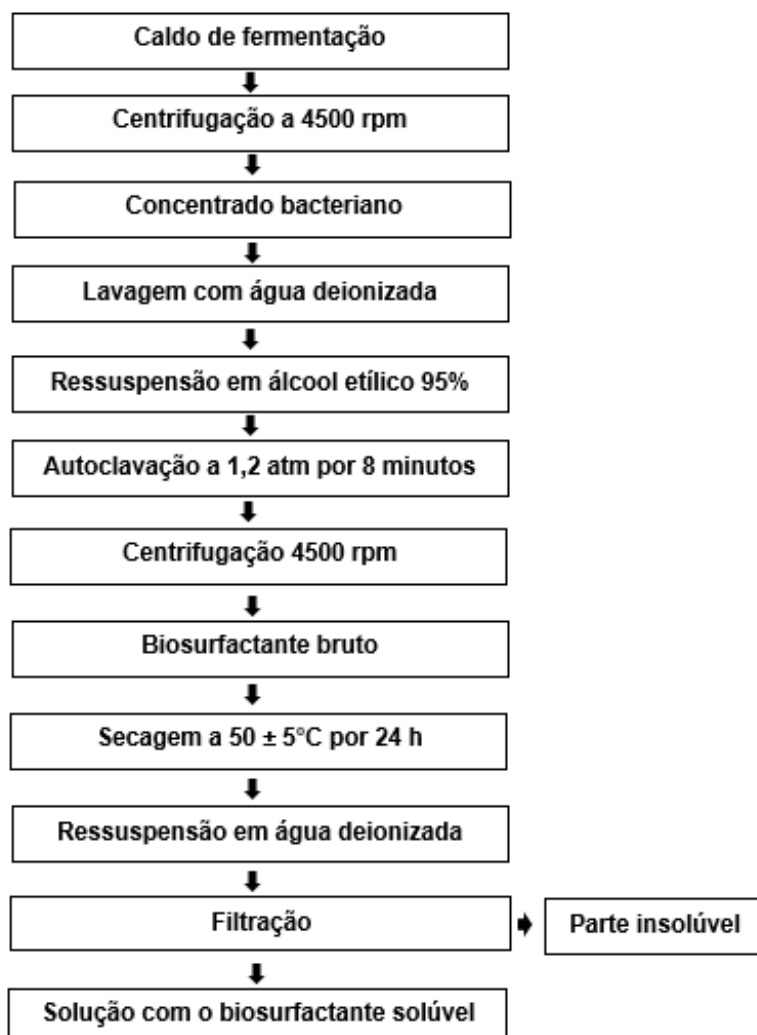 Caldo de fermentação
Centrifugação a 4500 rpm
Concentrado bacteriano
Lavagem com água deionizada
Ressuspensão em álcool etílico 95%
Autoclavação a 1,2 atm por 8 minutos
Centrifugação 4500 rpm
Biosurfactante bruto
Secagem a 50 ± 5°C por 24 h
Ressuspensão em água deionizada
Filtração
Parte insolúvel
Solução com o biosurfactante solúvel